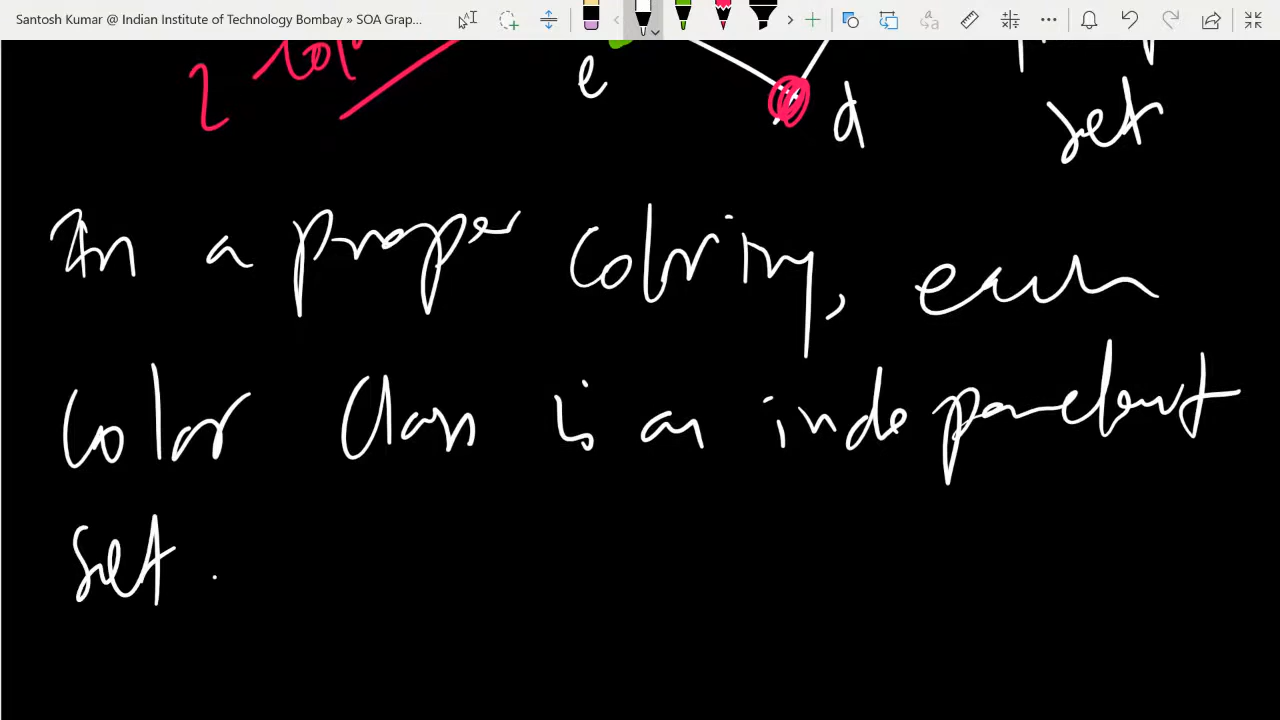 Santosh Kumar @ Indian Institute of Technology Bombay » SOA Grap...
2
e
d
set
In a proper coloring, each
color class is an independent
set.